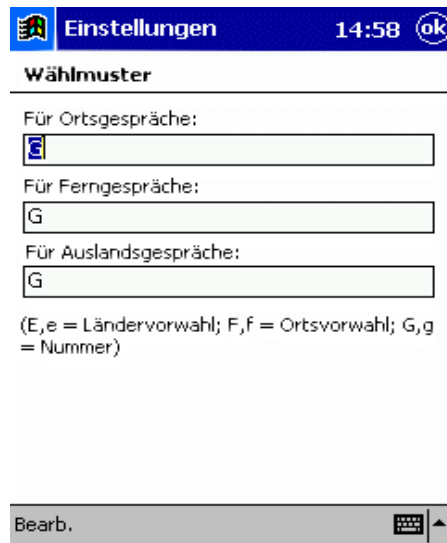 Einstellungen 14:58 ok
Wählmuster
Für Ortsgespräche:
G
Für Ferngespräche:
G
Für Auslandsgespräche:
G
(E,e = Ländervorwahl; F,f = Ortsvorwahl; G,g
= Nummer)
Bearb.